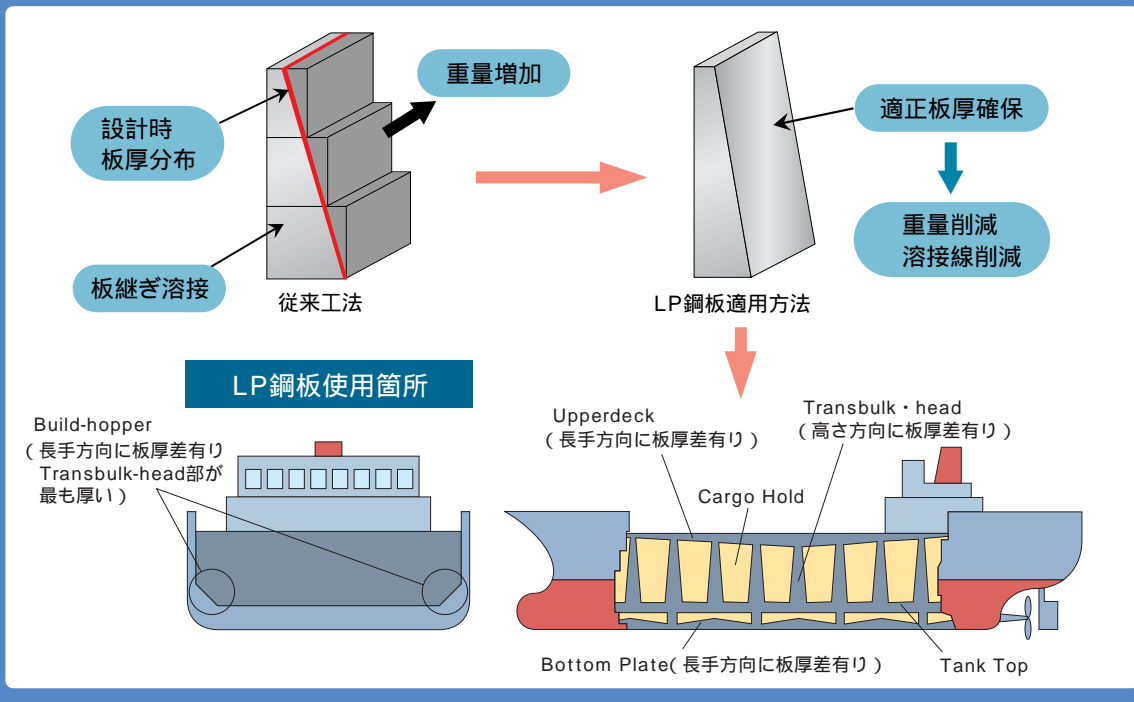 重量増加
設計時
板厚分布
適正板厚確保
重量削減
溶接線削減
板継ぎ溶接
従来工法
LP鋼板適用方法
LP鋼板使用箇所
Build-hopper
(長手方向に板厚差有り
Transbulk-head部が
最も厚い)
Upperdeck
(長手方向に板厚差有り)
Transbulk・head
(高さ方向に板厚差有り)
Cargo Hold
Bottom Plate(長手方向に板厚差有り)
Tank Top